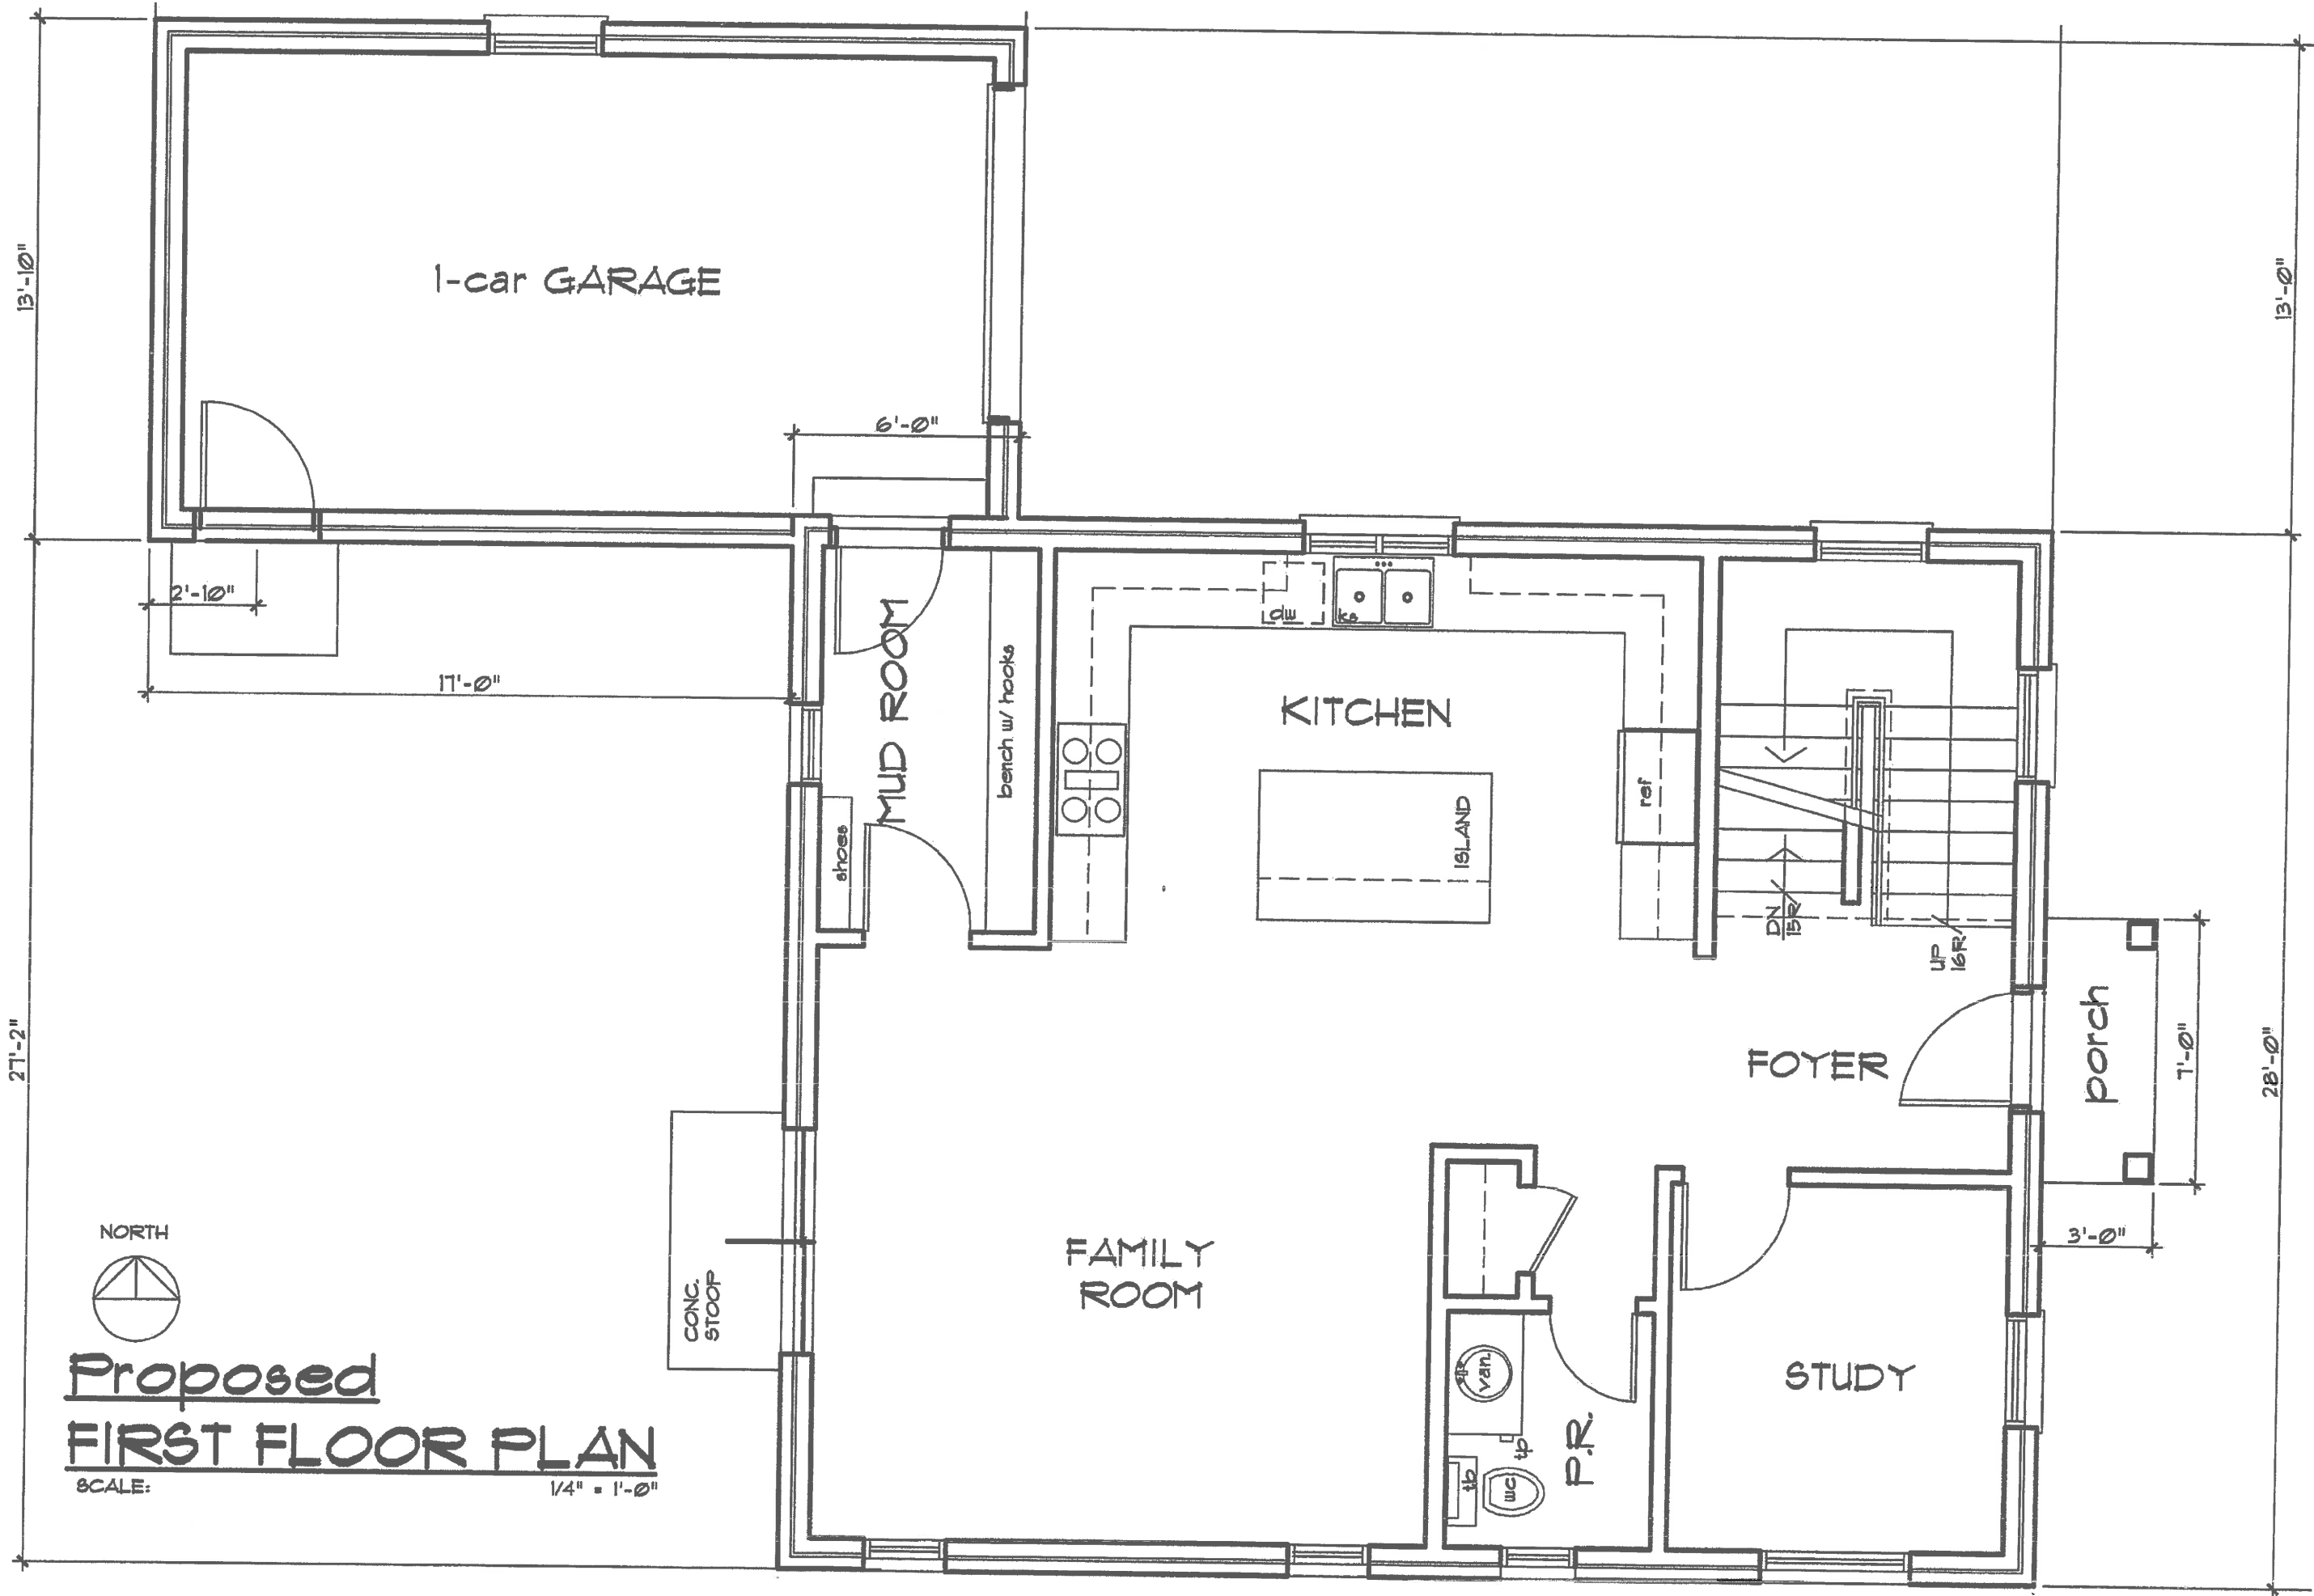 13'-10"
1-car GARAGE
13'-0"
6'-0"
2'-10"
11'-0"
MUD ROOM
bench w/ hooks
shoes
dw
ks
KITCHEN
ISLAND
ref
DN
15R
UP
16R
27'-2"
FOYER
porch
7'-0"
28'-0"
3'-0"
NORTH
CONC.
STOOP
FAMILY
ROOM
van.
tp
tb
wc
P.R.
STUDY
Proposed
FIRST FLOOR PLAN
SCALE: 1/4" = 1'-0"